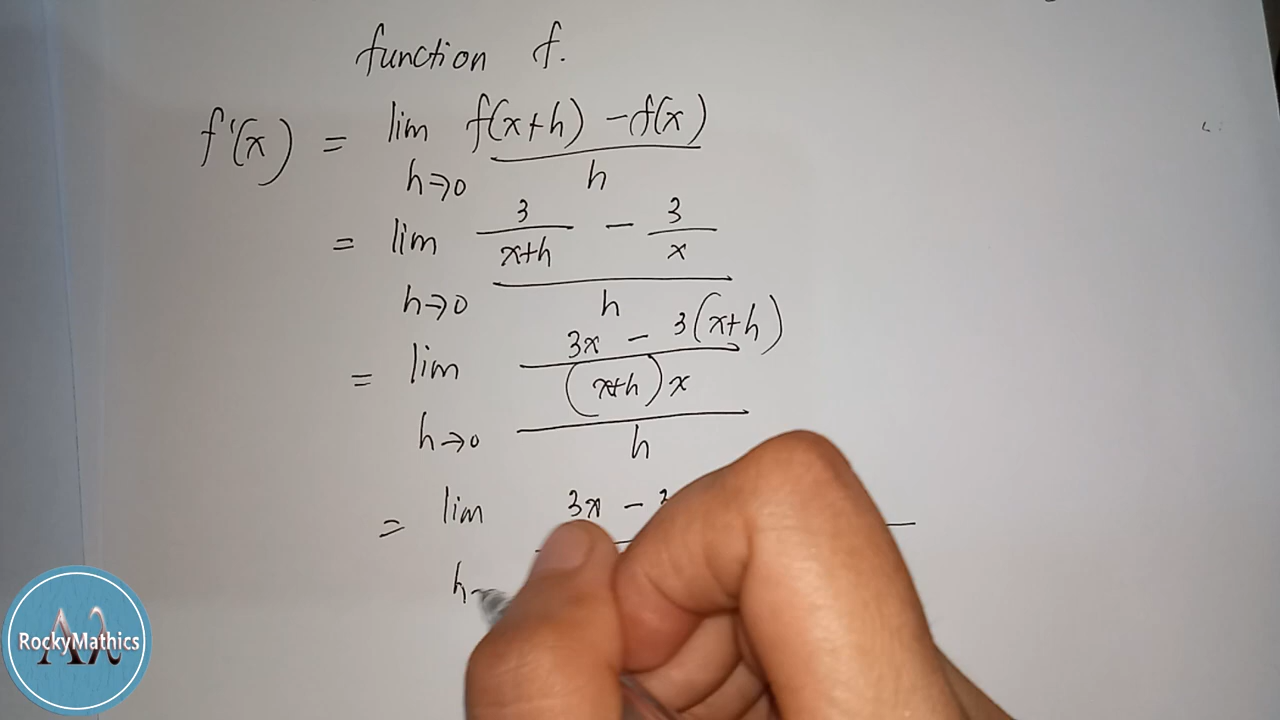 function f.
f'(x) = lim f(x+h) - f(x)
h→0 h
= lim 3/(x+h) - 3/x
h→0 h
= lim 3x - 3(x+h)
(x+h)x
h→0 h
= lim 3x -
h
RockyMathics